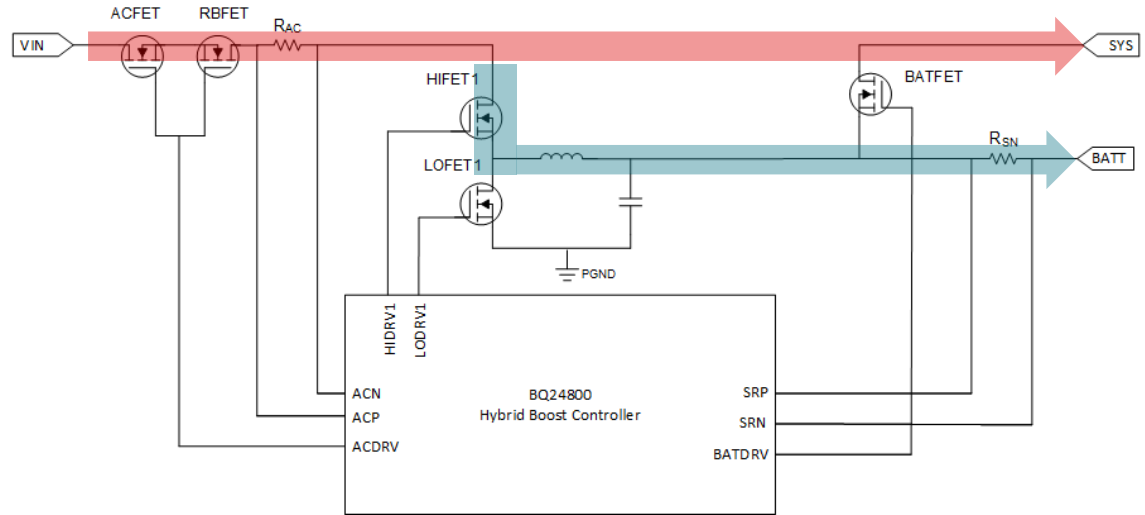 ACFET
RBFET
RAC
VIN
SYS
HIFET1
BATFET
RSN
BATT
LOFET1
PGND
HIDRV1
LODRV1
ACN
ACP
ACDRV
BQ24800
Hybrid Boost Controller
SRP
SRN
BATDRV